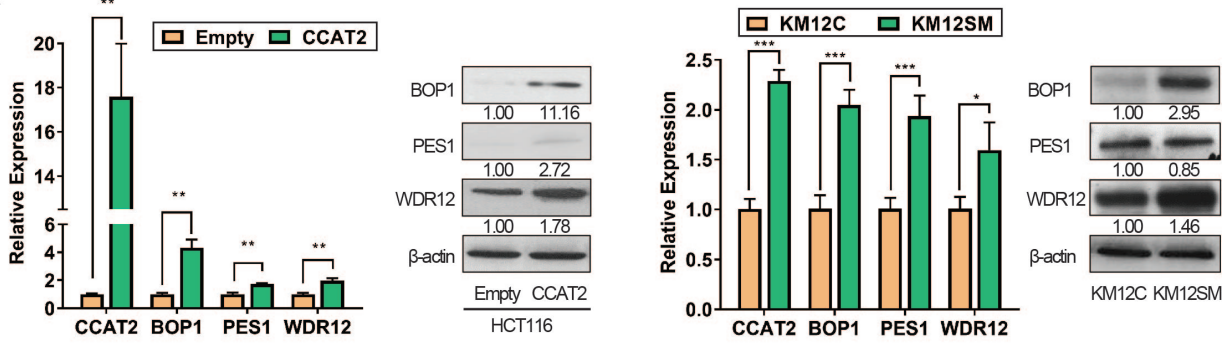 **
20
18
16
14
6
4
2
0
Relative Expression
Empty CCAT2
**
**
**
CCAT2 BOP1 PES1 WDR12
BOP1
1.00 11.16
PES1
1.00 2.72
WDR12
1.00 1.78
β-actin
Empty CCAT2
HCT116
KM12C KM12SM
2.5
2.0
1.5
1.0
0.5
0.0
Relative Expression
***
***
***
*
CCAT2 BOP1 PES1 WDR12
BOP1
1.00 2.95
PES1
1.00 0.85
WDR12
1.00 1.46
β-actin
KM12C KM12SM